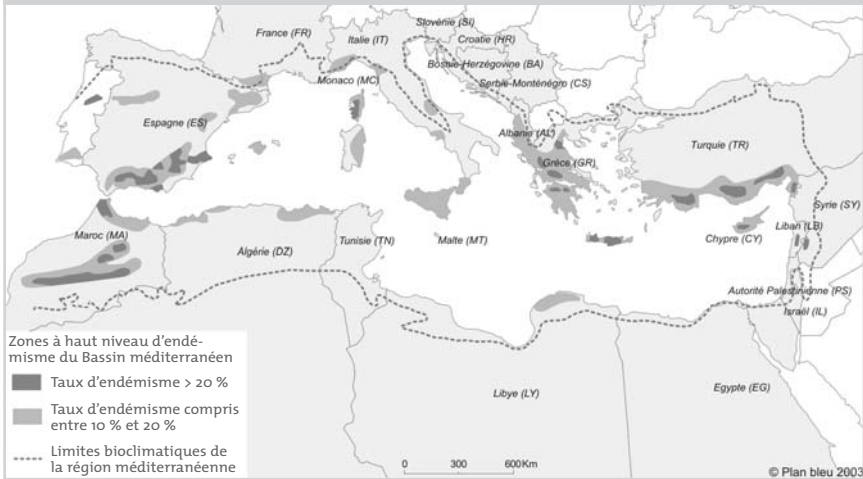 Slovénie (SI)
France (FR)
Italie (IT)
Croatie (HR)
Bosnie-Herzégovine (BA)
Monaco (MC)
Serbie-Monténégro (CS)
Espagne (ES)
Albanie (AL)
Turquie (TR)
Grèce (GR)
Syrie (SY)
Maroc (MA)
Algérie (DZ)
Tunisie (TN)
Malte (MT)
Chypre (CY)
Liban (LB)
Autorité Palestinienne (PS)
Israël (IL)
Libye (LY)
Egypte (EG)
Zones à haut niveau d'endé-
misme du Bassin méditerranéen
Taux d'endémisme > 20 %
Taux d'endémisme compris
entre 10 % et 20 %
Limites bioclimatiques de
la région méditerranéenne
0 300 600 Km
© Plan bleu 2003